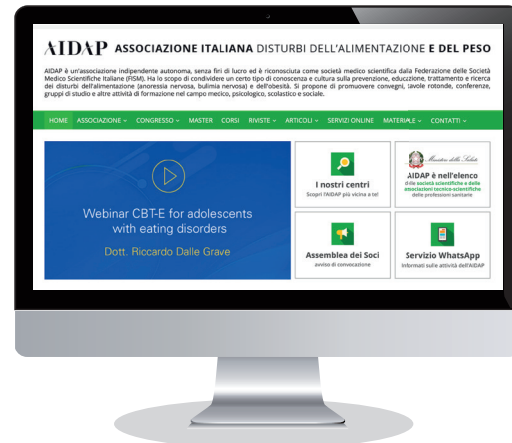 AIDAP ASSOCIAZIONE ITALIANA DISTURBI DELL'ALIMENTAZIONE E DEL PESO
AIDAP è un'associazione indipendente autonoma, senza firi di lucro ed è riconosciuta come società medico scientifica dalla Federazione delle Società
Medico Scientifiche Italiane (FISM). Ha lo scopo di condividere un certo tipo di conoscenza e cultura sulla prevenzione, educazione, trattamento e ricerca
dei disturbi dell'alimentazione (anoressia nervosa, bulimia nervosa) e dell'obesità. Si propone di promuovere convegni, tavole rotonde, conferenze,
gruppi di studio e altre attività di formazione nel campo medico, psicologico, scolastico e sociale.
HOME ASSOCIAZIONE CONGRESSO MASTER CORSI RIVISTE ARTICOLI SERVIZI ONLINE MATERIALE CONTATTI
Webinar CBT-E for adolescents
with eating disorders
Dott. Riccardo Dalle Grave
I nostri centri
Scopri l'AIDAP più vicina a te!
Ministero della Salute
AIDAP è nell'elenco
delle società scientifiche e delle
associazioni tecnico-scientifiche
delle professioni sanitarie
Assemblea dei Soci
avviso di convocazione
Servizio WhatsApp
Informati sulle attività dell'AIDAP